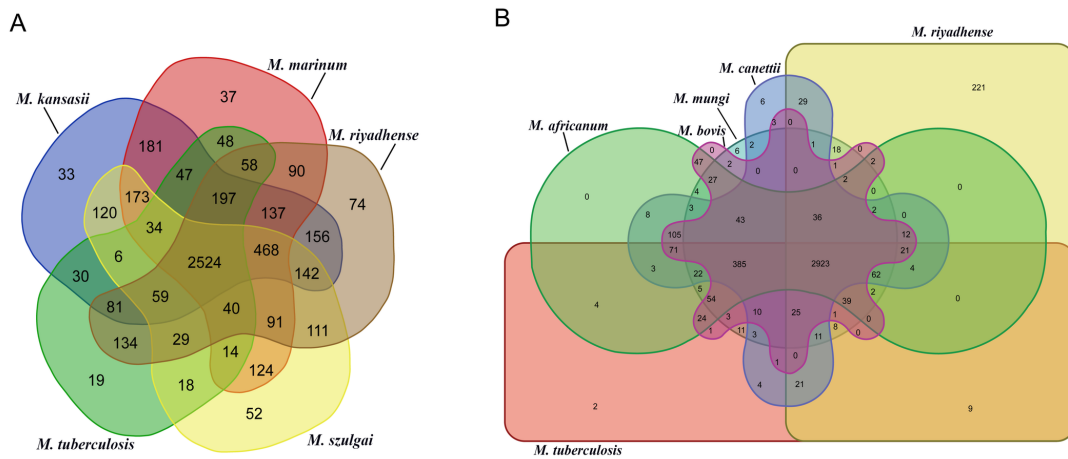 A
B
M. marinum
M. kansasii
M. riyadhense
37
48
181
47
58
90
33
197
74
173
137
120
156
34
468
2524
6
142
30
59
81
40
91
111
134
29
14
19
18
124
52
M. tuberculosis
M. szulgai
M. riyadhense
M. canettii
M. mungi
M. africanum
M. bovis
6 29 221
3 0
6 2 1 18 0
0 2 2
47 27 0 0 1 2
4 0
0 3 2 0 0
8 43 36
105 12
71 21
385 2923
3 22 62 4
5 2
4 54 39 0
24 3 10 25 1 0
1 11 3 11 8 0
1 0
4 21
2 9
M. tuberculosis